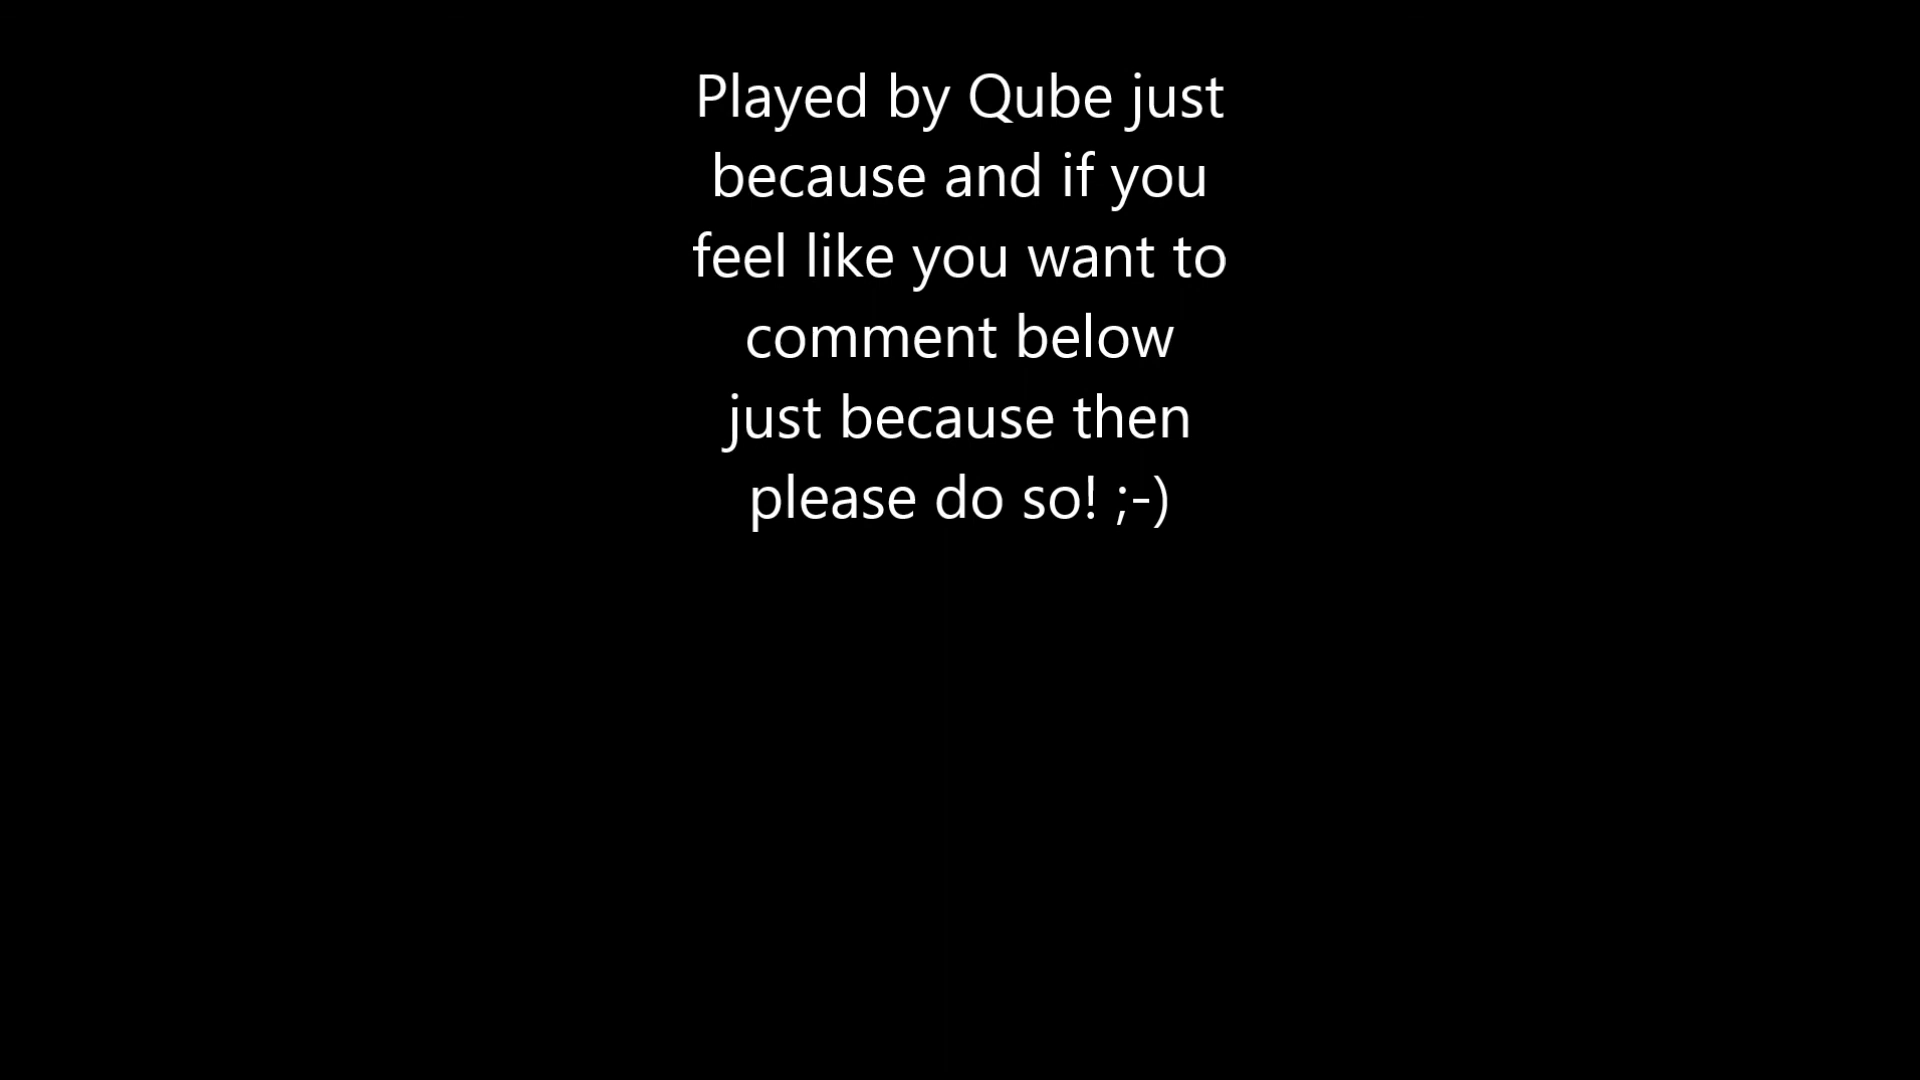 Played by Qube just
because and if you
feel like you want to
comment below
just because then
please do so! ;-)